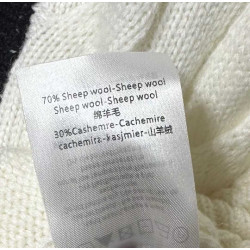 70% Sheep wool-Sheep wool
Sheep wool-Sheep wool
绵羊毛
30%Cashemre-Cachemire
cachemire-kasjmier-山羊绒